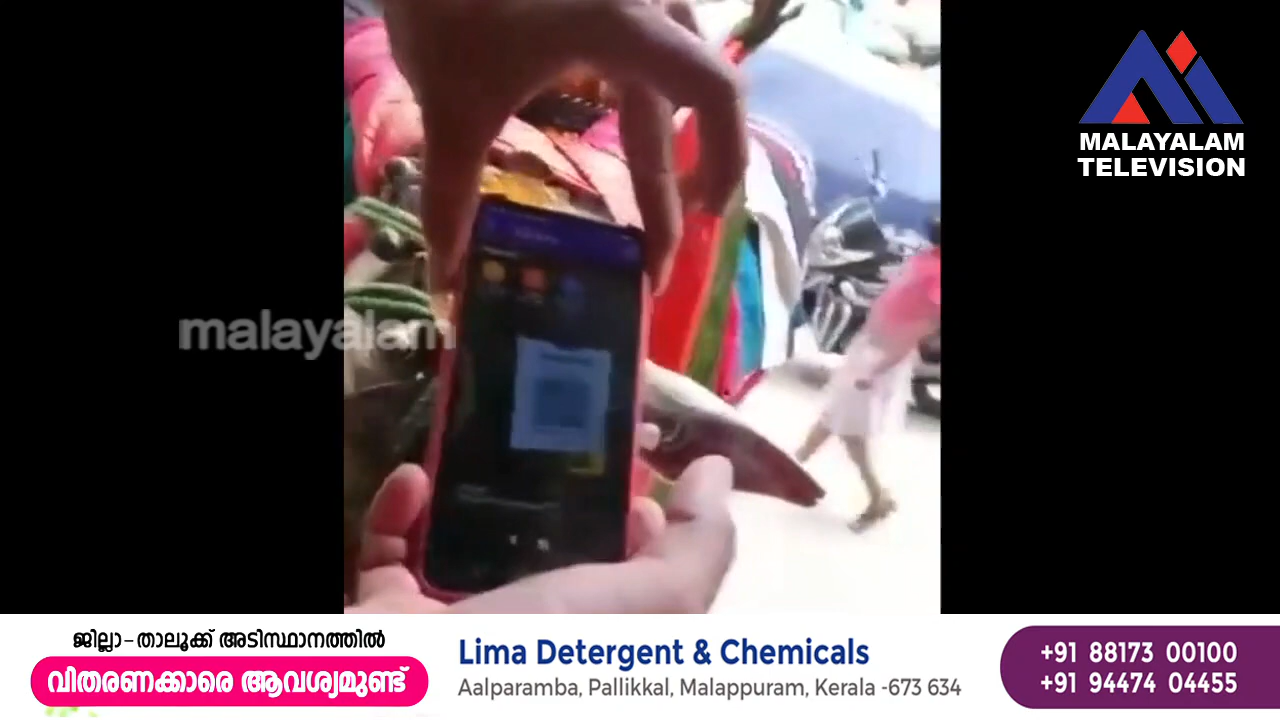 MALAYALAM
TELEVISION
malayalam
ജില്ലാ-താലൂക്ക് അടിസ്ഥാനത്തിൽ
വിതരണക്കാരെ ആവശ്യമുണ്ട്
Lima Detergent & Chemicals
Aalparamba, Pallikkal, Malappuram, Kerala -673 634
+91 88173 00100
+91 94474 04455